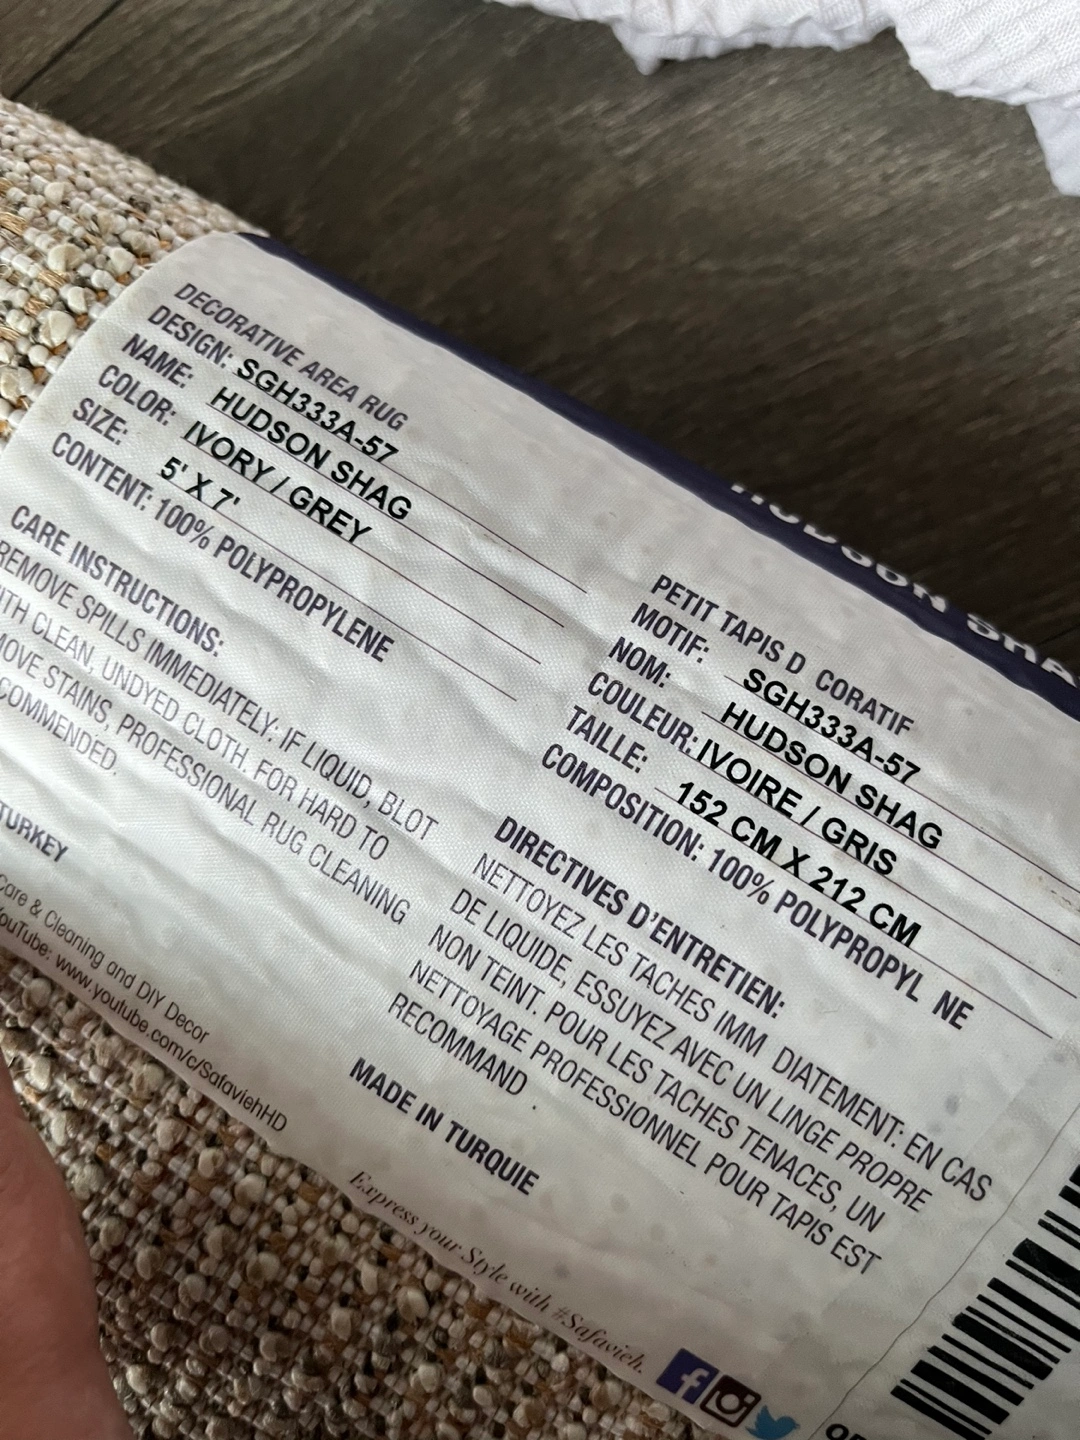 HUDSON SHA
DECORATIVE AREA RUG
DESIGN: SGH333A-57
NAME: HUDSON SHAG
COLOR: IVORY / GREY
SIZE: 5' X 7'
CONTENT: 100% POLYPROPYLENE
CARE INSTRUCTIONS:
REMOVE SPILLS IMMEDIATELY: IF LIQUID, BLOT
ITH CLEAN, UNDYED CLOTH. FOR HARD TO
MOVE STAINS, PROFESSIONAL RUG CLEANING
COMMENDED.
TURKEY
Care & Cleaning and DIY Decor
YouTube: www.youtube.com/c/SafaviehHD
PETIT TAPIS D CORATIF
MOTIF: SGH333A-57
NOM: HUDSON SHAG
COULEUR: IVOIRE / GRIS
TAILLE: 152 CM X 212 CM
COMPOSITION: 100% POLYPROPYL NE
DIRECTIVES D'ENTRETIEN:
NETTOYEZ LES TACHES IMM DIATEMENT: EN CAS
DE LIQUIDE, ESSUYEZ AVEC UN LINGE PROPRE
NON TEINT. POUR LES TACHES TENACES, UN
NETTOYAGE PROFESSIONNEL POUR TAPIS EST
RECOMMAND .
MADE IN TURQUIE
Express your Style with #Safavieh.